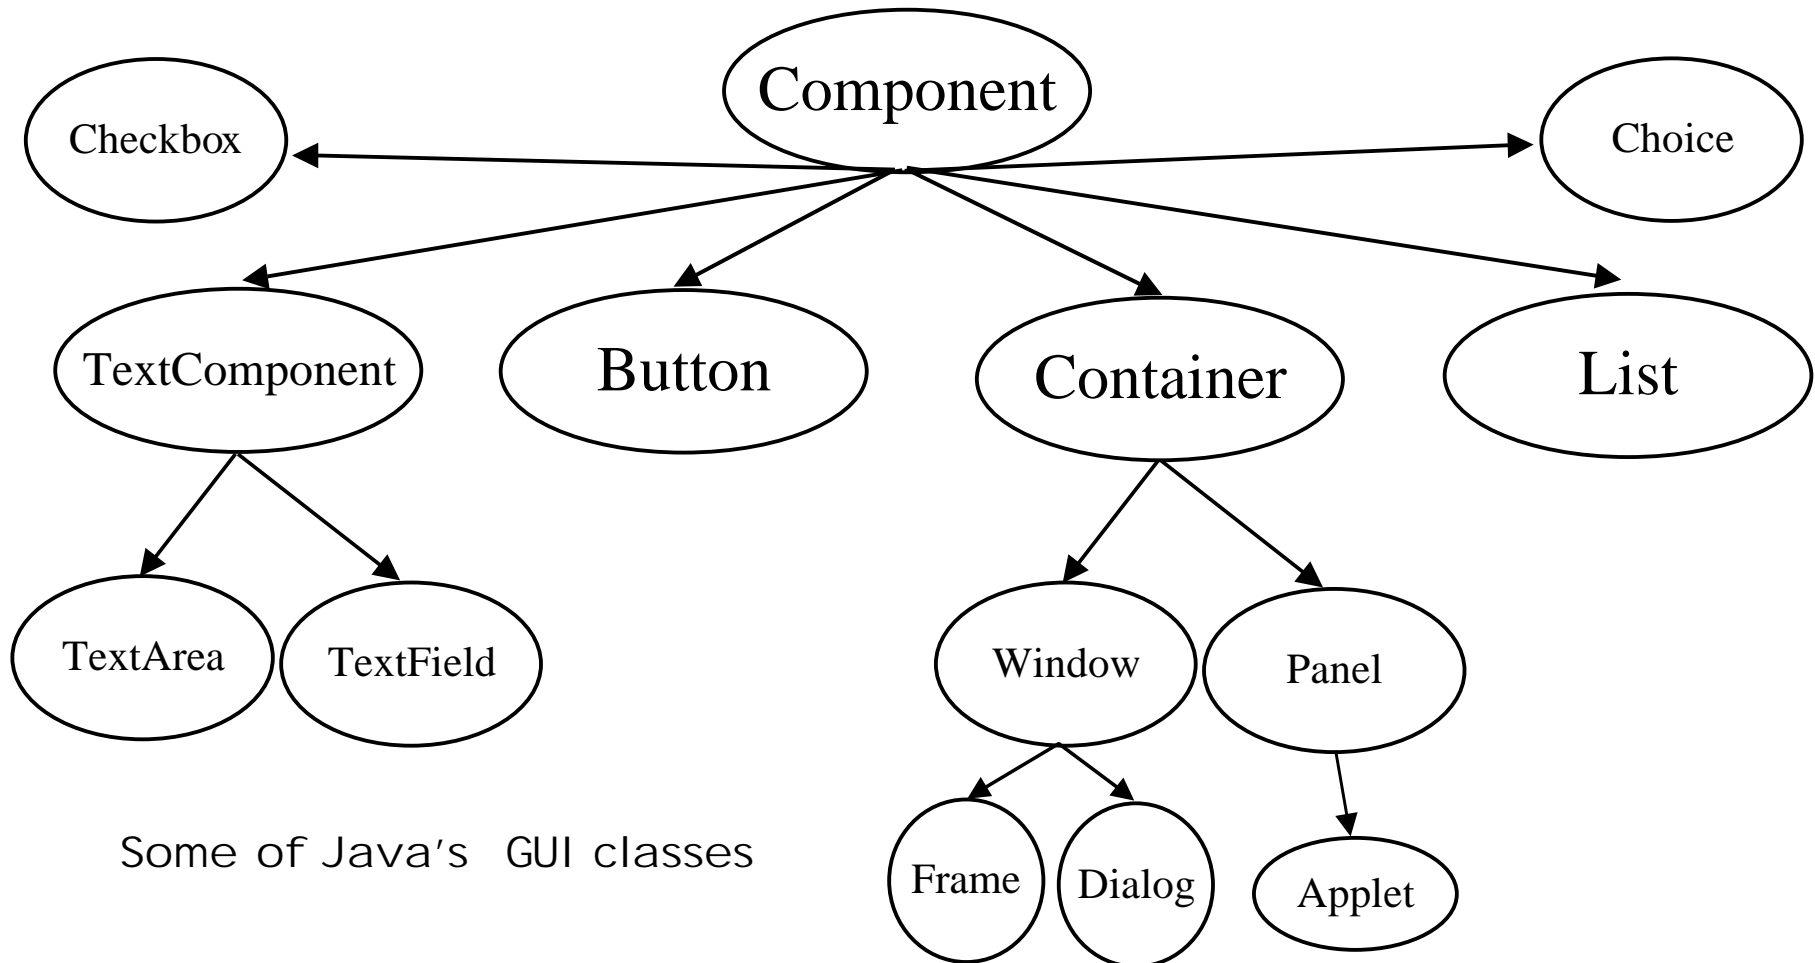 Component
Checkbox
Choice
TextComponent
Button
Container
List
TextArea
TextField
Window
Panel
Some of Java's GUI classes
Frame
Dialog
Applet